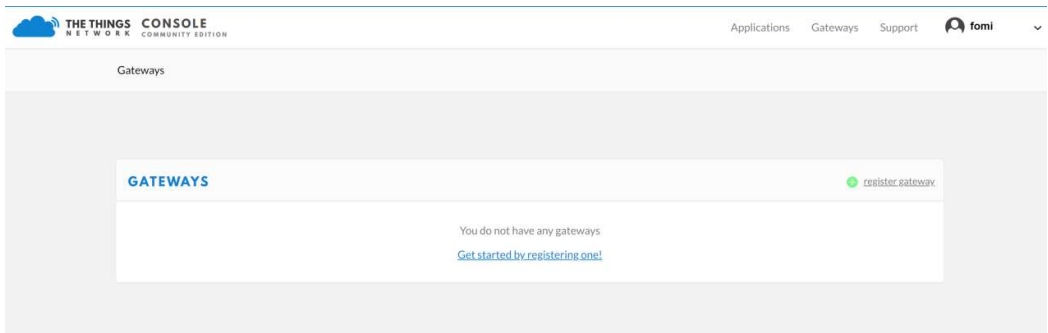 THE THINGS NETWORK CONSOLE COMMUNITY EDITION
Applications Gateways Support fomi
Gateways
GATEWAYS
register gateway
You do not have any gateways
Get started by registering one!